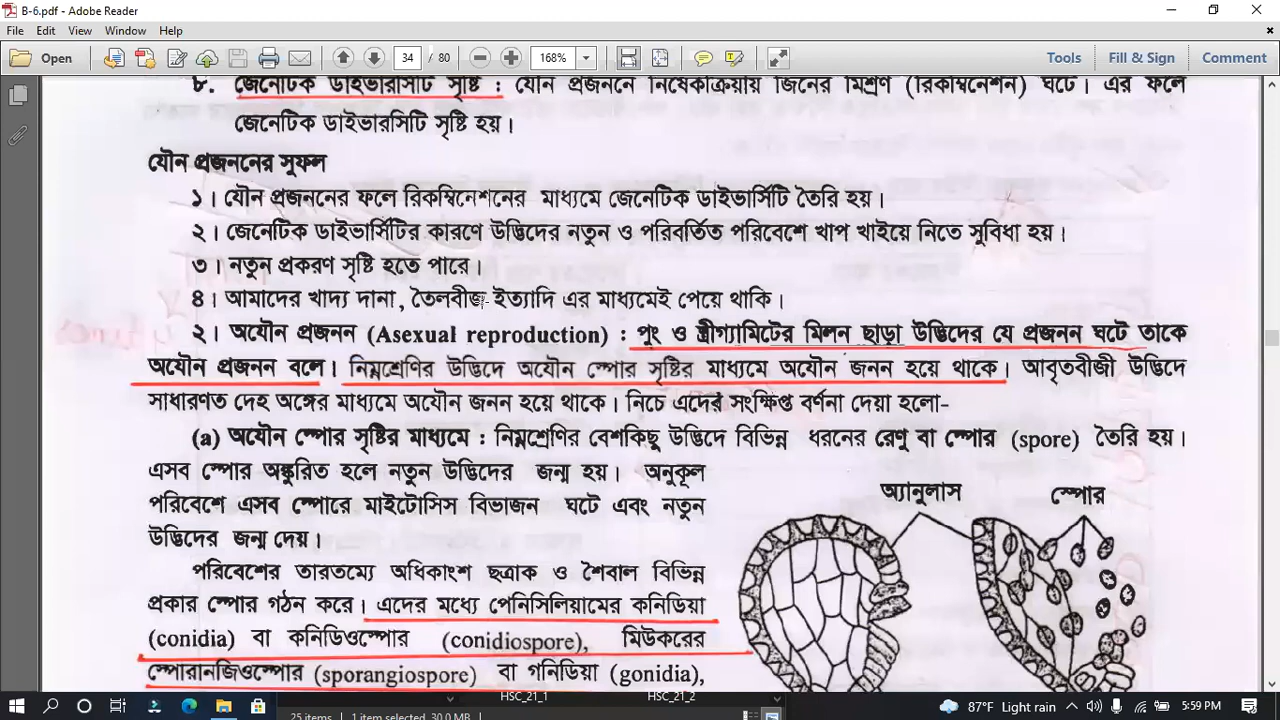 B-6.pdf - Adobe Reader
File Edit View Window Help
Open 34 / 80 168% Tools Fill & Sign Comment
৮. জেনেটিক ডাইভারসিটি সৃষ্টি : যৌন প্রজননে নিষেকক্রিয়ায় জিনের মিশ্রণ (রিকম্বিনেশন) ঘটে। এর ফলে
জেনেটিক ডাইভারসিটি সৃষ্টি হয়।
যৌন প্রজননের সুফল
১। যৌন প্রজননের ফলে রিকম্বিনেশনের মাধ্যমে জেনেটিক ডাইভার্সিটি তৈরি হয়।
২। জেনেটিক ডাইভার্সিটির কারণে উদ্ভিদের নতুন ও পরিবর্তিত পরিবেশে খাপ খাইয়ে নিতে সুবিধা হয়।
৩। নতুন প্রকরণ সৃষ্টি হতে পারে।
৪। আমাদের খাদ্য দানা, তৈলবীজ ইত্যাদি এর মাধ্যমেই পেয়ে থাকি।
২। অযৌন প্রজনন (Asexual reproduction) : পুং ও স্ত্রীগ্যামিটের মিলন ছাড়া উদ্ভিদের যে প্রজনন ঘটে তাকে
অযৌন প্রজনন বলে। নিম্নশ্রেণির উদ্ভিদে অযৌন স্পোর সৃষ্টির মাধ্যমে অযৌন জনন হয়ে থাকে। আবৃতবীজী উদ্ভিদে
সাধারণত দেহ অঙ্গের মাধ্যমে অযৌন জনন হয়ে থাকে। নিচে এদের সংক্ষিপ্ত বর্ণনা দেয়া হলো-
(a) অযৌন স্পোর সৃষ্টির মাধ্যমে : নিম্নশ্রেণির বেশকিছু উদ্ভিদে বিভিন্ন ধরনের রেণু বা স্পোর (spore) তৈরি হয়।
এসব স্পোর অঙ্কুরিত হলে নতুন উদ্ভিদের জন্ম হয়। অনুকূল
পরিবেশে এসব স্পোরে মাইটোসিস বিভাজন ঘটে এবং নতুন
উদ্ভিদের জন্ম দেয়।
পরিবেশের তারতম্যে অধিকাংশ ছত্রাক ও শৈবাল বিভিন্ন
প্রকার স্পোর গঠন করে। এদের মধ্যে পেনিসিলিয়ামের কনিডিয়া
(conidia) বা কনিডিওস্পোর (conidiospore), মিউকরের
স্পোরানজিওস্পোর (sporangiospore) বা গনিডিয়া (gonidia),
অ্যানুলাস স্পোর
HSC_21_1 HSC_21_2
25 items 1 item selected 30.0 MB
87°F Light rain 5:59 PM